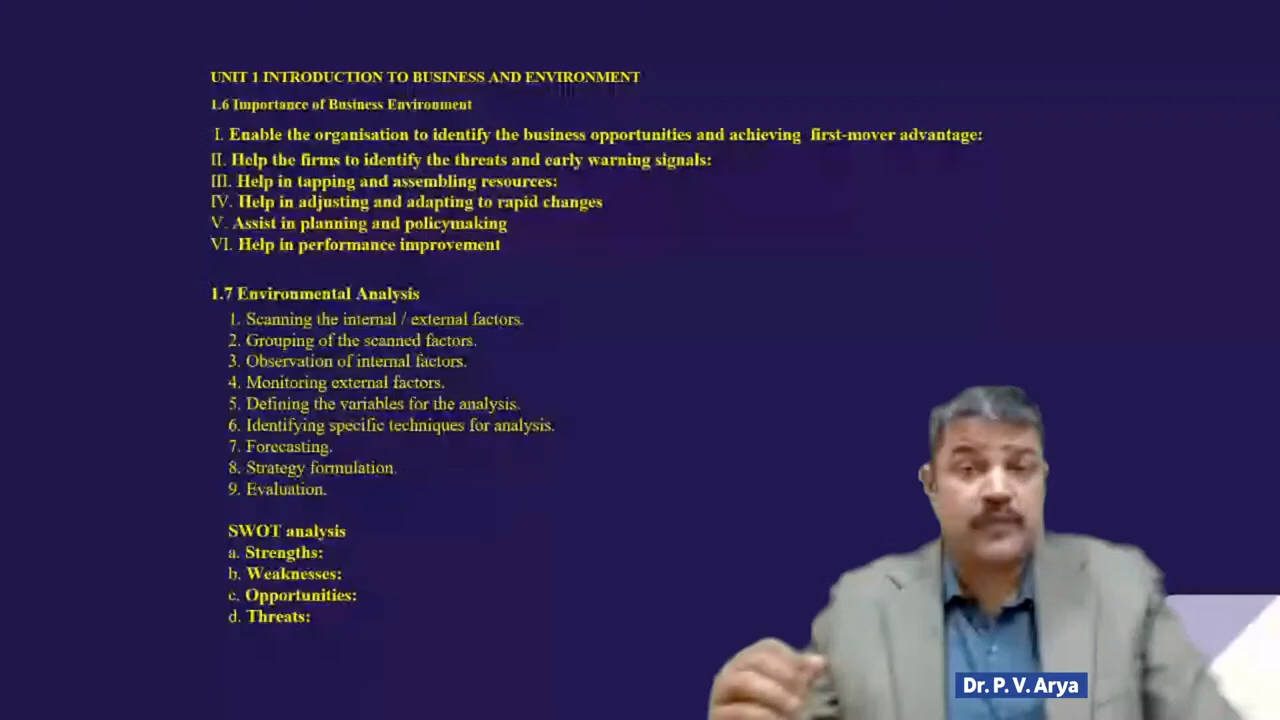 UNIT 1 INTRODUCTION TO BUSINESS AND ENVIRONMENT
1.6 Importance of Business Environment
I. Enable the organisation to identify the business opportunities and achieving first-mover advantage:
II. Help the firms to identify the threats and early warning signals:
III. Help in tapping and assembling resources:
IV. Help in adjusting and adapting to rapid changes
V. Assist in planning and policymaking
VI. Help in performance improvement
1.7 Environmental Analysis
1. Scanning the internal / external factors.
2. Grouping of the scanned factors.
3. Observation of internal factors.
4. Monitoring external factors.
5. Defining the variables for the analysis.
6. Identifying specific techniques for analysis.
7. Forecasting.
8. Strategy formulation.
9. Evaluation.
SWOT analysis
a. Strengths:
b. Weaknesses:
c. Opportunities:
d. Threats:
Dr. P. V. Arya